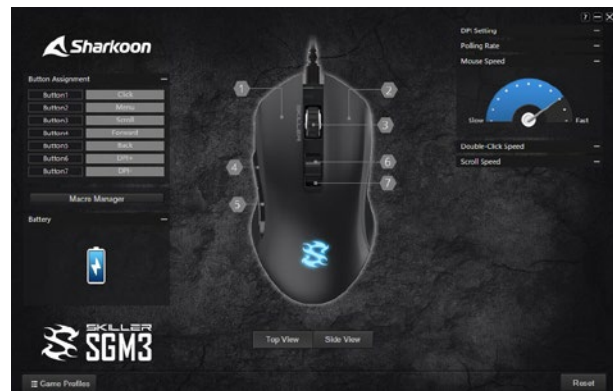 Sharkoon
Button Assignment
Button1 Click
Button2 Menu
Button3 Scroll
Button4 Forward
Button5 Back
Button6 DPI+
Button7 DPI-
Macro Manager
Battery
SKILLER
SGM3
Game Profiles
1
2
3
4
5
6
7
Top View Side View
? – ×
DPI Setting
Polling Rate
Mouse Speed
Slow Fast
Double-Click Speed
Scroll Speed
Reset